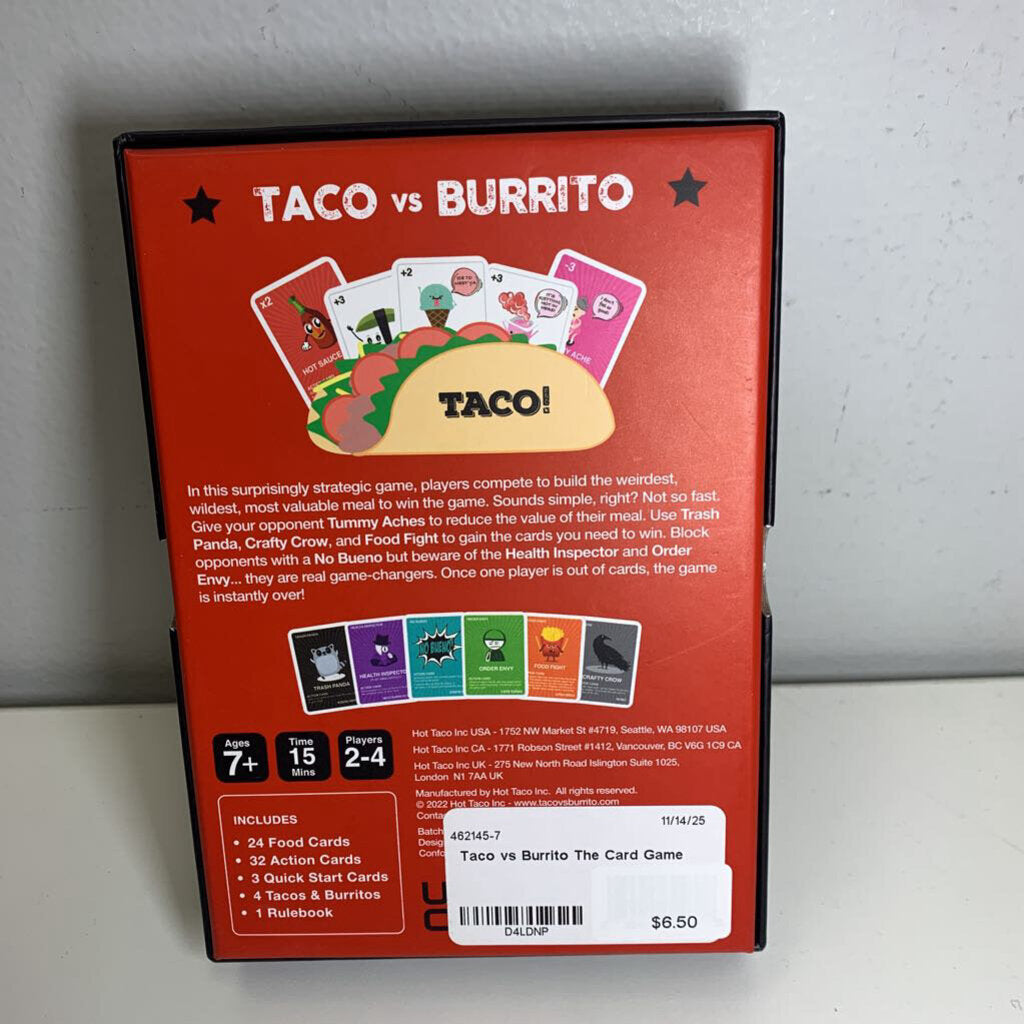 TACO vs BURRITO
x2
+3
+2
+3
-3
HOT SAUCE
Y ACHE
TACO!
In this surprisingly strategic game, players compete to build the weirdest,
wildest, most valuable meal to win the game. Sounds simple, right? Not so fast.
Give your opponent Tummy Aches to reduce the value of their meal. Use Trash
Panda, Crafty Crow, and Food Fight to gain the cards you need to win. Block
opponents with a No Bueno but beware of the Health Inspector and Order
Envy... they are real game-changers. Once one player is out of cards, the game
is instantly over!
TRASH PANDA
HEALTH INSPECTO
NO BUENO
ORDER ENVY
FOOD FIGHT
CRAFTY CROW
Ages
7+
Time
15
Mins
Players
2-4
Hot Taco Inc USA - 1752 NW Market St #4719, Seattle, WA 98107 USA
Hot Taco Inc CA - 1771 Robson Street #1412, Vancouver, BC V6G 1C9 CA
Hot Taco Inc UK - 275 New North Road Islington Suite 1025,
London N1 7AA UK
Manufactured by Hot Taco Inc. All rights reserved.
© 2022 Hot Taco Inc - www.tacovsburrito.com
Conta
Batch
Desig
Confo
INCLUDES
• 24 Food Cards
• 32 Action Cards
• 3 Quick Start Cards
• 4 Tacos & Burritos
• 1 Rulebook
11/14/25
462145-7
Taco vs Burrito The Card Game
D4LDNP
$6.50